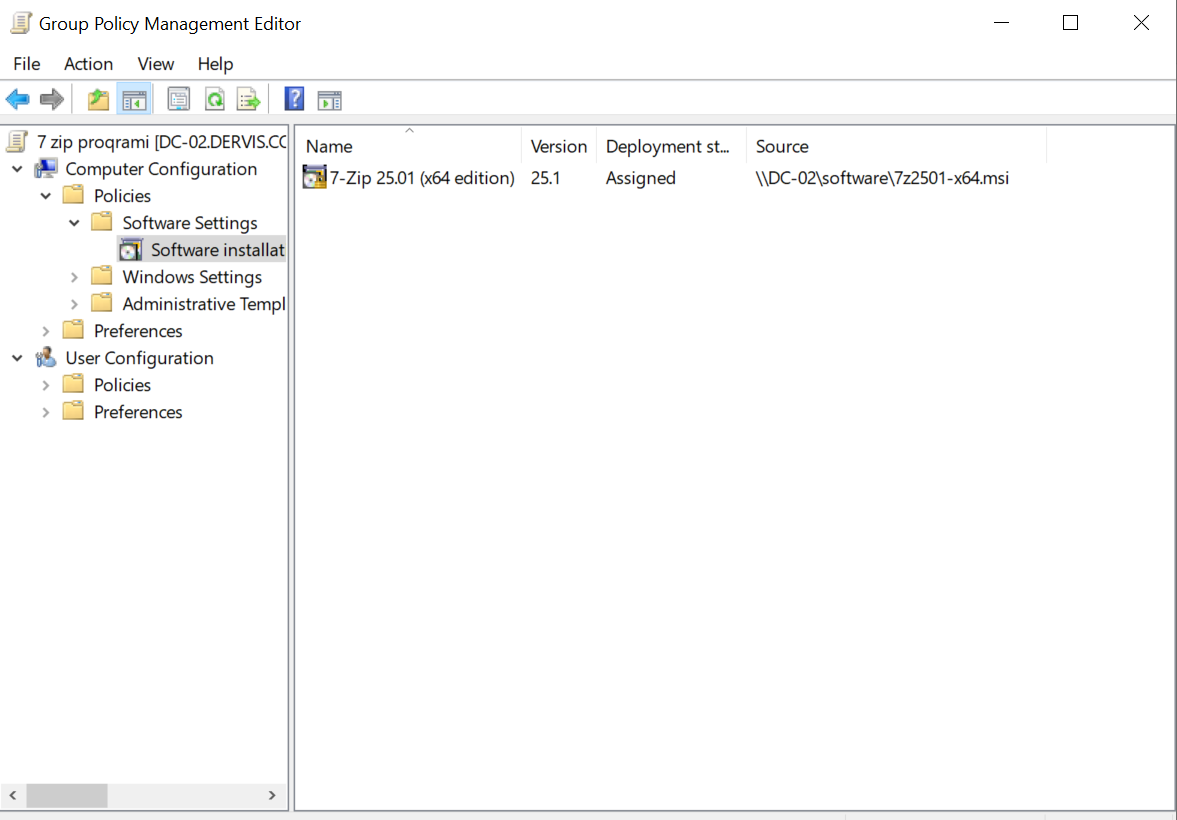 Group Policy Management Editor
File Action View Help
7 zip proqrami [DC-02.DERVIS.CO
Computer Configuration
Policies
Software Settings
Software installat
Windows Settings
Administrative Templ
Preferences
User Configuration
Policies
Preferences
Name Version Deployment st... Source
7-Zip 25.01 (x64 edition) 25.1 Assigned \\DC-02\software\7z2501-x64.msi